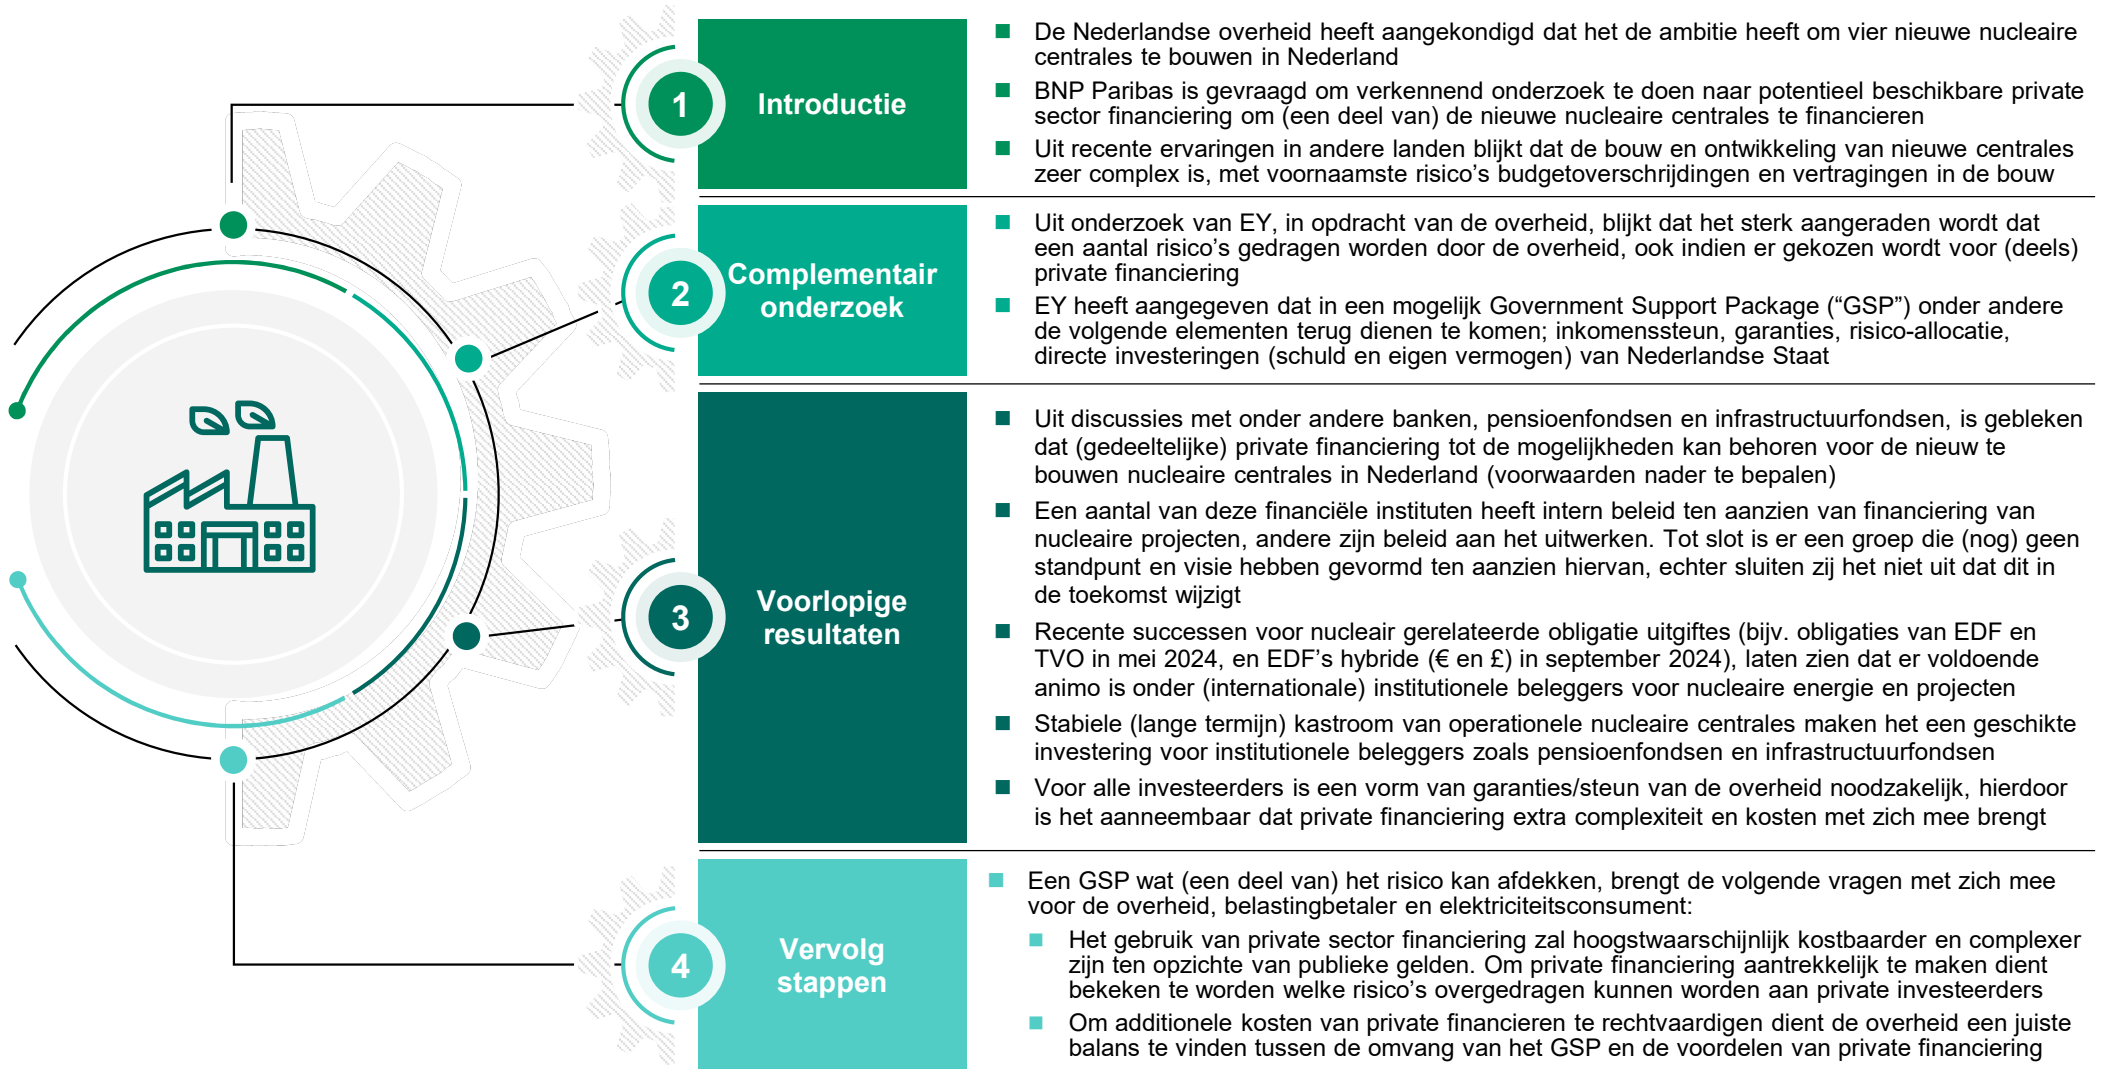 1
Introductie
De Nederlandse overheid heeft aangekondigd dat het de ambitie heeft om vier nieuwe nucleaire
centrales te bouwen in Nederland
BNP Paribas is gevraagd om verkennend onderzoek te doen naar potentieel beschikbare private
sector financiering om (een deel van) de nieuwe nucleaire centrales te financieren
Uit recente ervaringen in andere landen blijkt dat de bouw en ontwikkeling van nieuwe centrales
zeer complex is, met voornaamste risico’s budgetoverschrijdingen en vertragingen in de bouw
2
Complementair
onderzoek
Uit onderzoek van EY, in opdracht van de overheid, blijkt dat het sterk aangeraden wordt dat
een aantal risico’s gedragen worden door de overheid, ook indien er gekozen wordt voor (deels)
private financiering
EY heeft aangegeven dat in een mogelijk Government Support Package (“GSP”) onder andere
de volgende elementen terug dienen te komen; inkomenssteun, garanties, risico-allocatie,
directe investeringen (schuld en eigen vermogen) van Nederlandse Staat
3
Voorlopige
resultaten
Uit discussies met onder andere banken, pensioenfondsen en infrastructuurfondsen, is gebleken
dat (gedeeltelijke) private financiering tot de mogelijkheden kan behoren voor de nieuw te
bouwen nucleaire centrales in Nederland (voorwaarden nader te bepalen)
Een aantal van deze financiële instituten heeft intern beleid ten aanzien van financiering van
nucleaire projecten, andere zijn beleid aan het uitwerken. Tot slot is er een groep die (nog) geen
standpunt en visie hebben gevormd ten aanzien hiervan, echter sluiten zij het niet uit dat dit in
de toekomst wijzigt
Recente successen voor nucleair gerelateerde obligatie uitgiftes (bijv. obligaties van EDF en
TVO in mei 2024, en EDF’s hybride (€ en £) in september 2024), laten zien dat er voldoende
animo is onder (internationale) institutionele beleggers voor nucleaire energie en projecten
Stabiele (lange termijn) kastroom van operationele nucleaire centrales maken het een geschikte
investering voor institutionele beleggers zoals pensioenfondsen en infrastructuurfondsen
Voor alle investeerders is een vorm van garanties/steun van de overheid noodzakelijk, hierdoor
is het aanneembaar dat private financiering extra complexiteit en kosten met zich mee brengt
4
Vervolg
stappen
Een GSP wat (een deel van) het risico kan afdekken, brengt de volgende vragen met zich mee
voor de overheid, belastingbetaler en elektriciteitsconsument:
Het gebruik van private sector financiering zal hoogstwaarschijnlijk kostbaarder en complexer
zijn ten opzichte van publieke gelden. Om private financiering aantrekkelijk te maken dient
bekeken te worden welke risico’s overgedragen kunnen worden aan private investeerders
Om additionele kosten van private financieren te rechtvaardigen dient de overheid een juiste
balans te vinden tussen de omvang van het GSP en de voordelen van private financiering